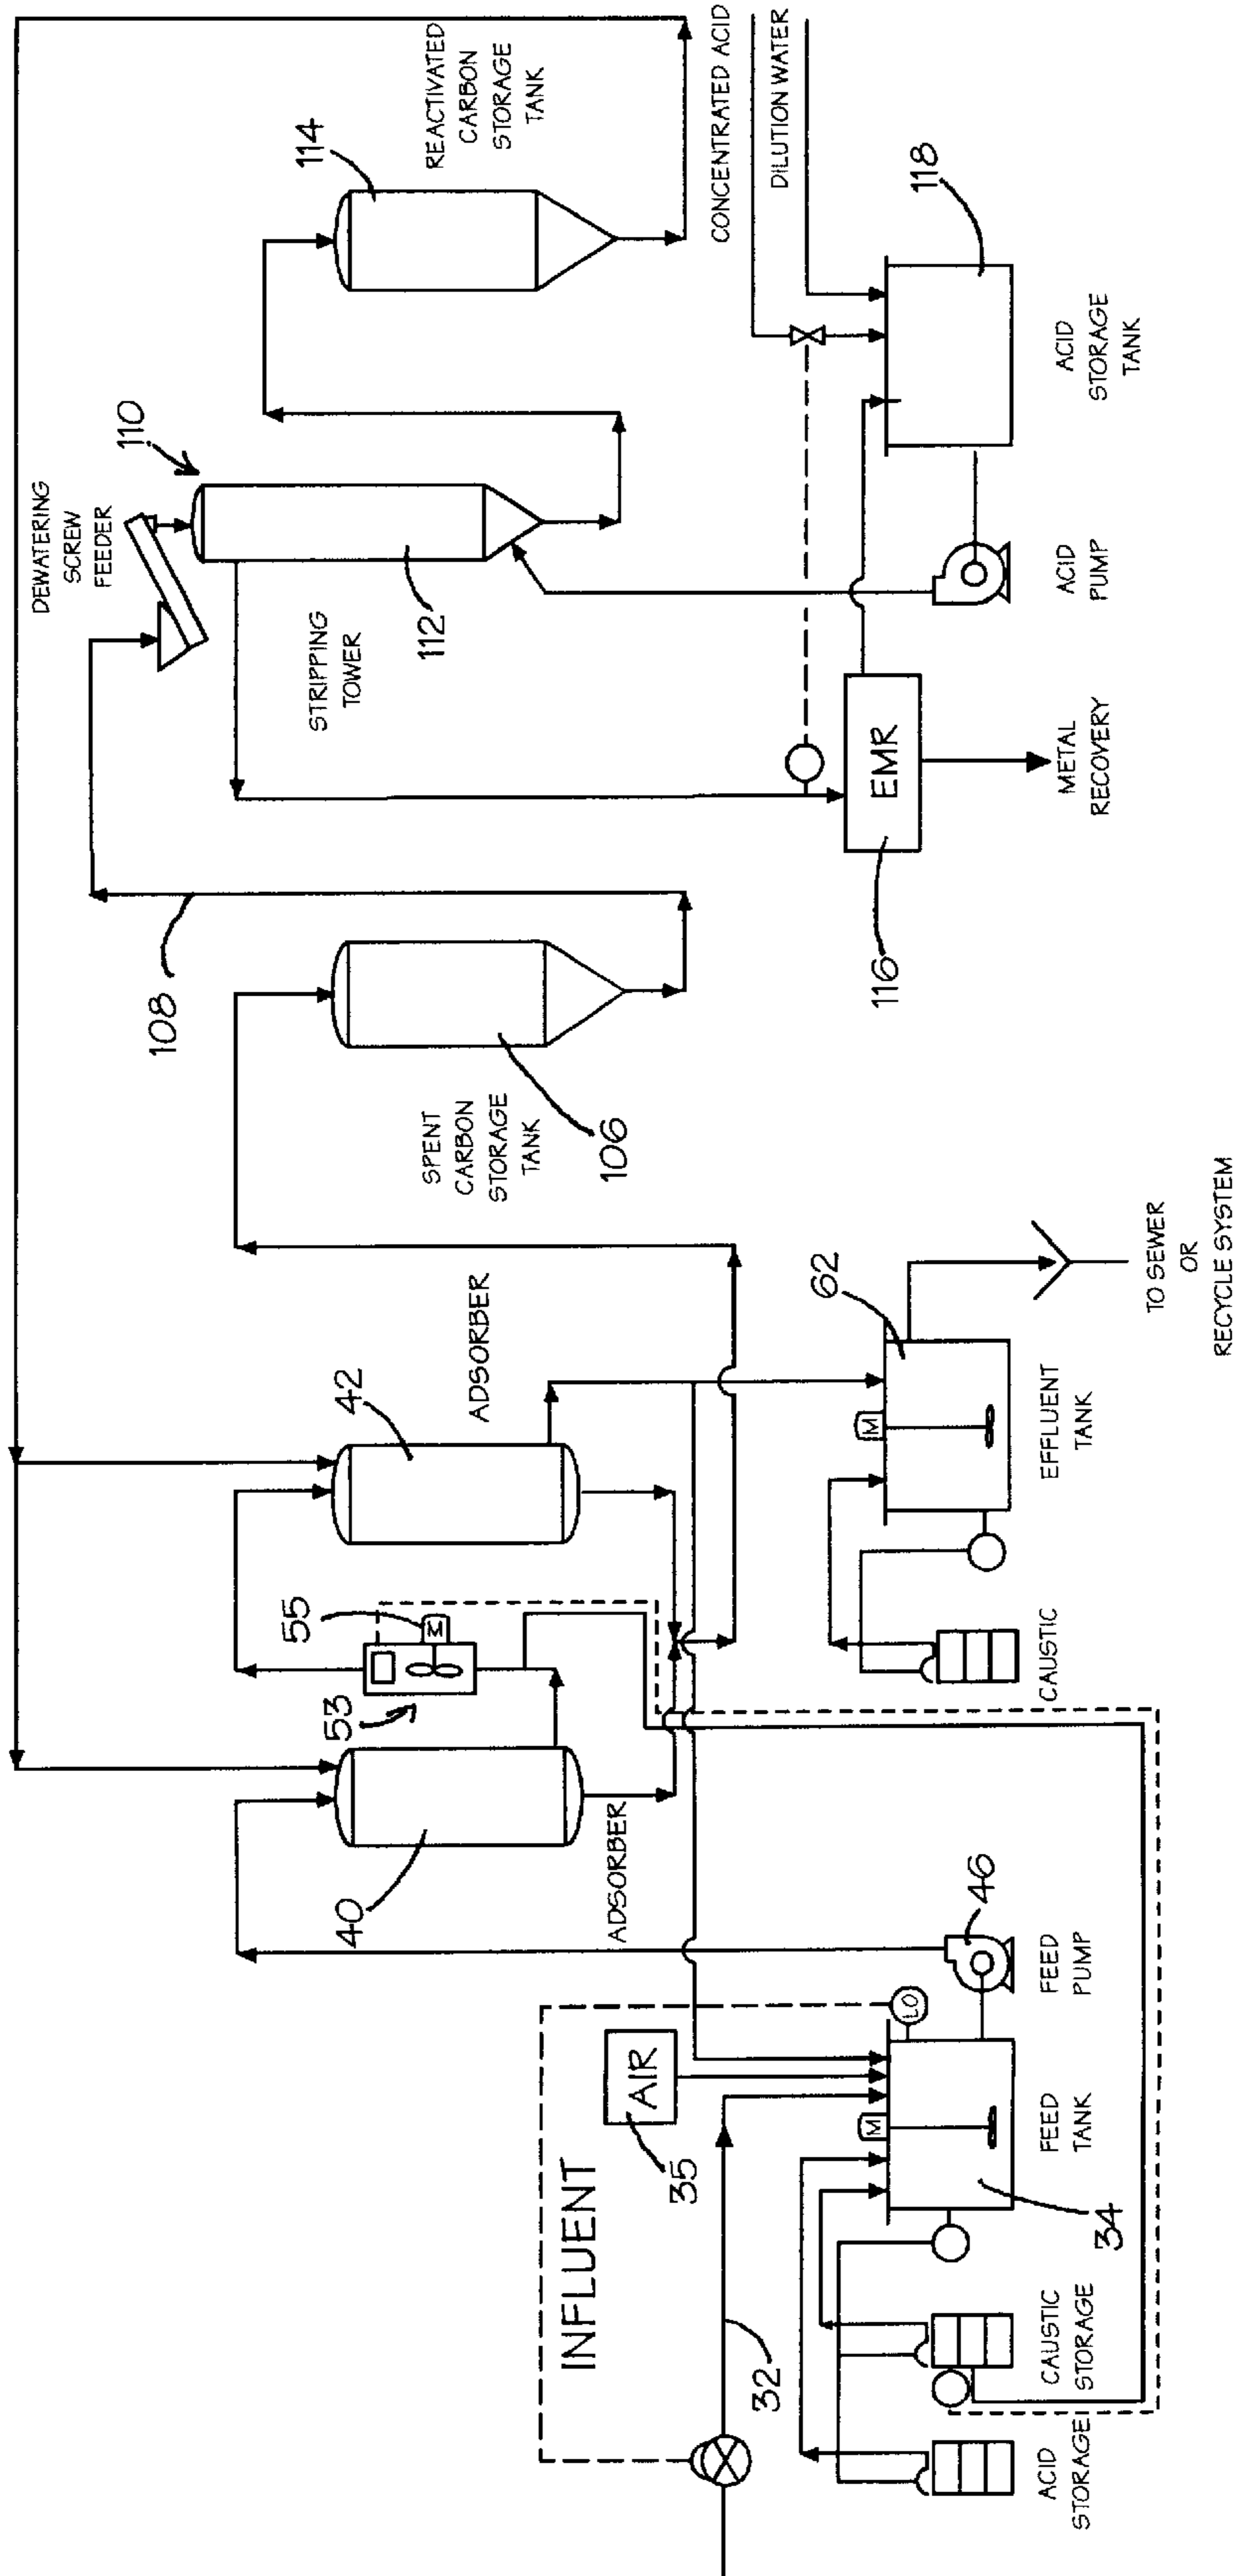 INFLUENT
32
AIR
35
LO
M
34
ACID
STORAGE
CAUSTIC
STORAGE
FEED
TANK
FEED
PUMP
46
40
ADSORBER
53
55
M
42
ADSORBER
CAUSTIC
M
62
EFFLUENT
TANK
TO SEWER
OR
RECYCLE SYSTEM
SPENT
CARBON
STORAGE
TANK
106
108
DEWATERING
SCREW
FEEDER
110
STRIPPING
TOWER
112
EMR
116
METAL
RECOVERY
ACID
PUMP
114
REACTIVATED
CARBON
STORAGE
TANK
CONCENTRATED ACID
DILUTION WATER
118
ACID
STORAGE
TANK